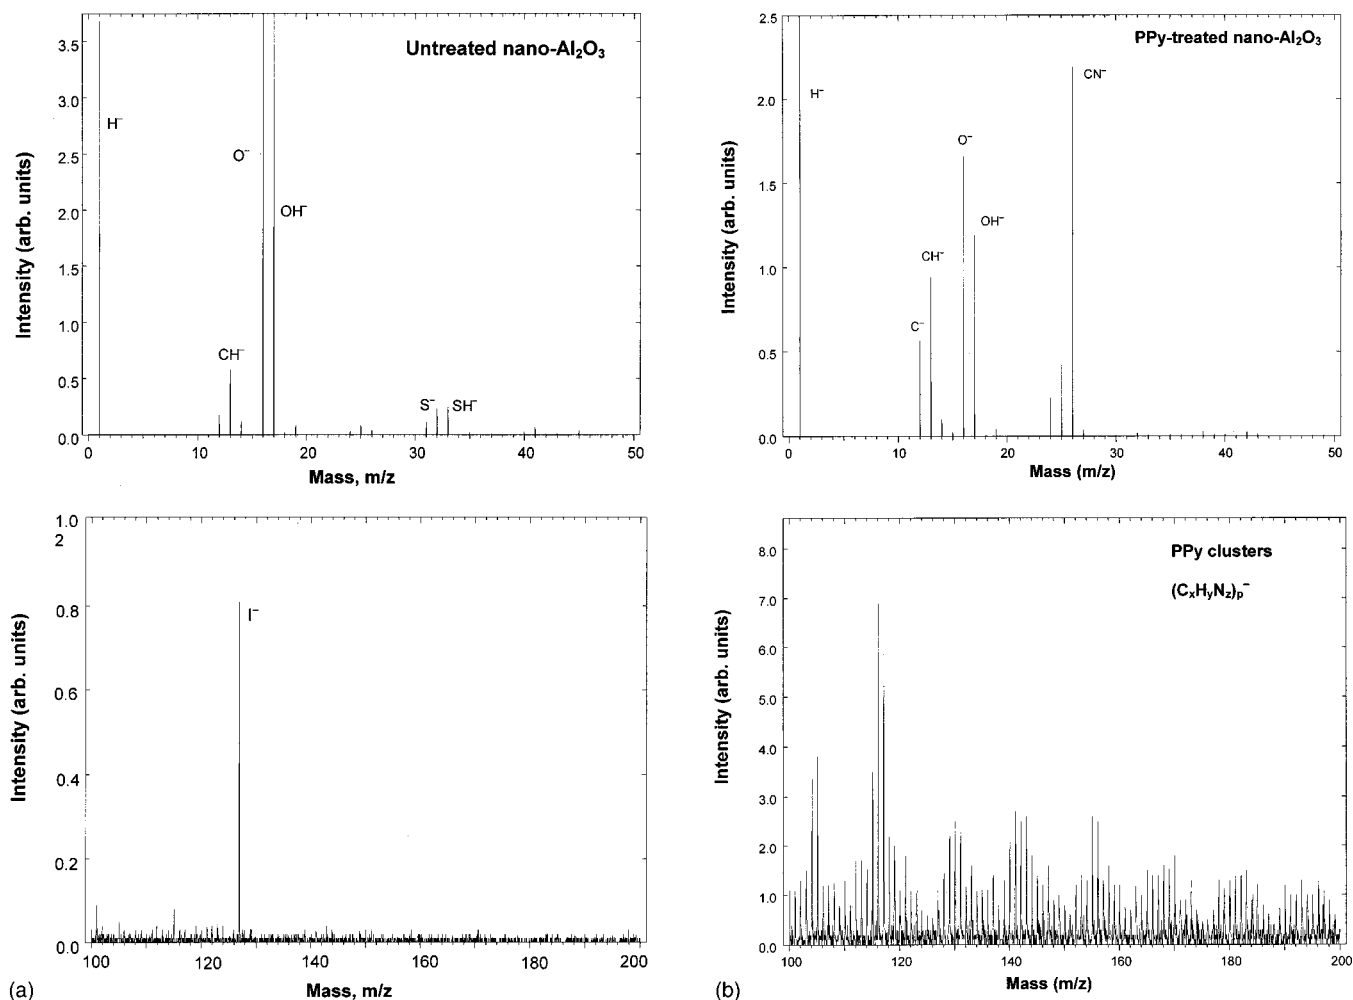 Untreated nano-Al₂O₃
Intensity (arb. units)
3.5
3.0
2.5
2.0
1.5
1.0
0.5
0.0
H⁻
O⁻
OH⁻
CH⁻
S⁻
SH⁻
0 10 20 30 40 50
Mass, m/z
PPy-treated nano-Al₂O₃
Intensity (arb. units)
2.5
2.0
1.5
1.0
0.5
0.0
H⁻
CN⁻
O⁻
OH⁻
CH⁻
C⁻
0 10 20 30 40 50
Mass (m/z)
Intensity (arb. units)
1.0
2
0.8
0.6
0.4
0.2
0.0
I⁻
100 120 140 160 180 200
Mass, m/z
(a)
PPy clusters
(CₓHᵧN_z)ₚ⁻
Intensity (arb. units)
8.0
7.0
6.0
5.0
4.0
3.0
2.0
1.0
0.0
100 110 120 130 140 150 160 170 180 190 200
Mass (m/z)
(b)